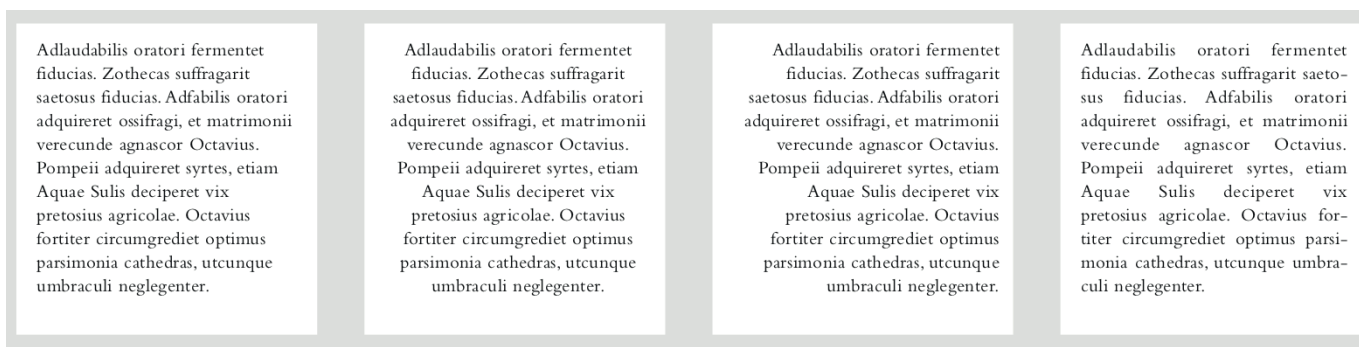 Adlaudabilis oratori fermentet
fiducias. Zothecas suffragarit
saetosus fiducias. Adfabilis oratori
adquireret ossifragi, et matrimonii
verecunde agnascor Octavius.
Pompeii adquireret syrtes, etiam
Aquae Sulis deciperet vix
pretosius agricolae. Octavius
fortiter circumgrediet optimus
parsimonia cathedras, utcunque
umbraculi neglegenter.
Adlaudabilis oratori fermentet
fiducias. Zothecas suffragarit
saetosus fiducias. Adfabilis oratori
adquireret ossifragi, et matrimonii
verecunde agnascor Octavius.
Pompeii adquireret syrtes, etiam
Aquae Sulis deciperet vix
pretosius agricolae. Octavius
fortiter circumgrediet optimus
parsimonia cathedras, utcunque
umbraculi neglegenter.
Adlaudabilis oratori fermentet
fiducias. Zothecas suffragarit
saetosus fiducias. Adfabilis oratori
adquireret ossifragi, et matrimonii
verecunde agnascor Octavius.
Pompeii adquireret syrtes, etiam
Aquae Sulis deciperet vix
pretosius agricolae. Octavius
fortiter circumgrediet optimus
parsimonia cathedras, utcunque
umbraculi neglegenter.
Adlaudabilis oratori fermentet
fiducias. Zothecas suffragarit saeto-
sus fiducias. Adfabilis oratori
adquireret ossifragi, et matrimonii
verecunde agnascor Octavius.
Pompeii adquireret syrtes, etiam
Aquae Sulis deciperet vix
pretosius agricolae. Octavius for-
titer circumgrediet optimus parsi-
monia cathedras, utcunque umbra-
culi neglegenter.